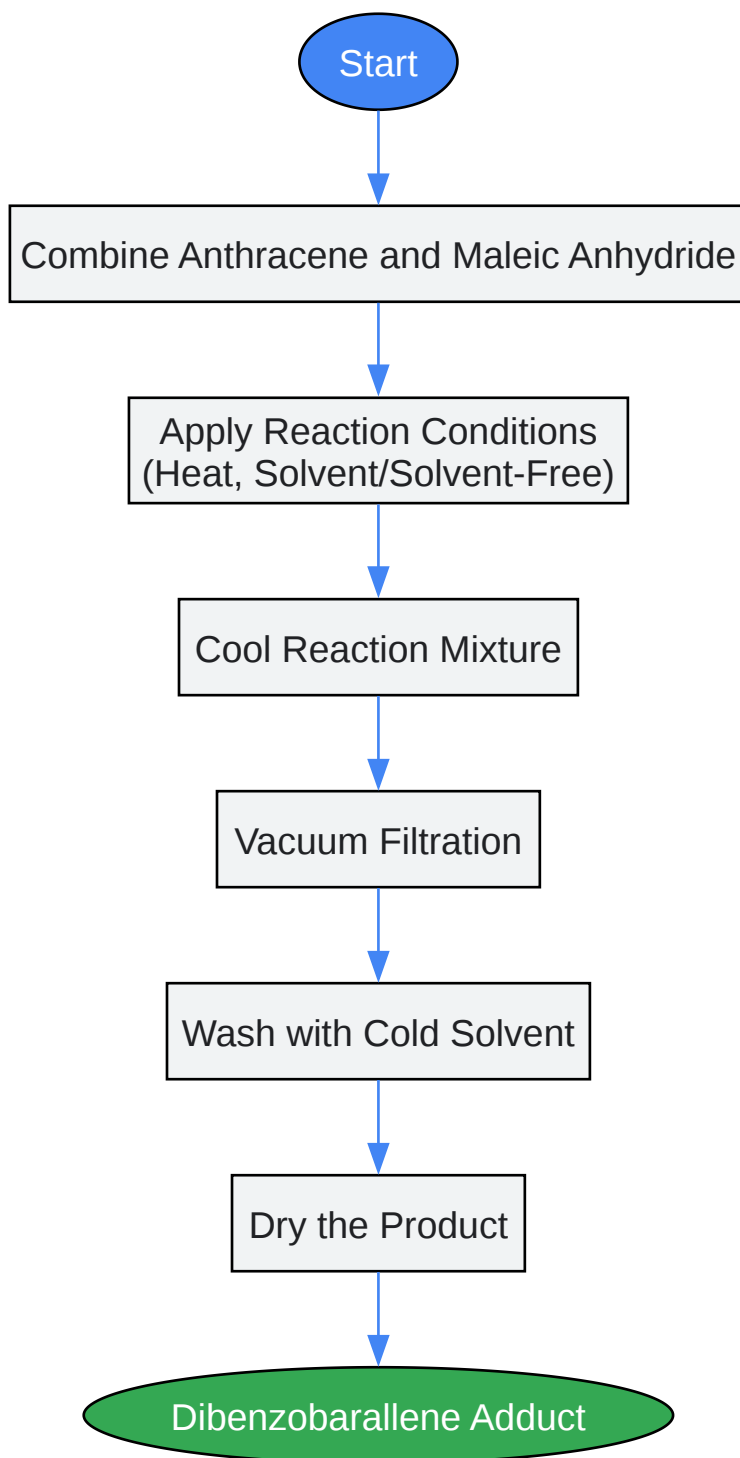 Start
Combine Anthracene and Maleic Anhydride
Apply Reaction Conditions
(Heat, Solvent/Solvent-Free)
Cool Reaction Mixture
Vacuum Filtration
Wash with Cold Solvent
Dry the Product
Dibenzobarallene Adduct